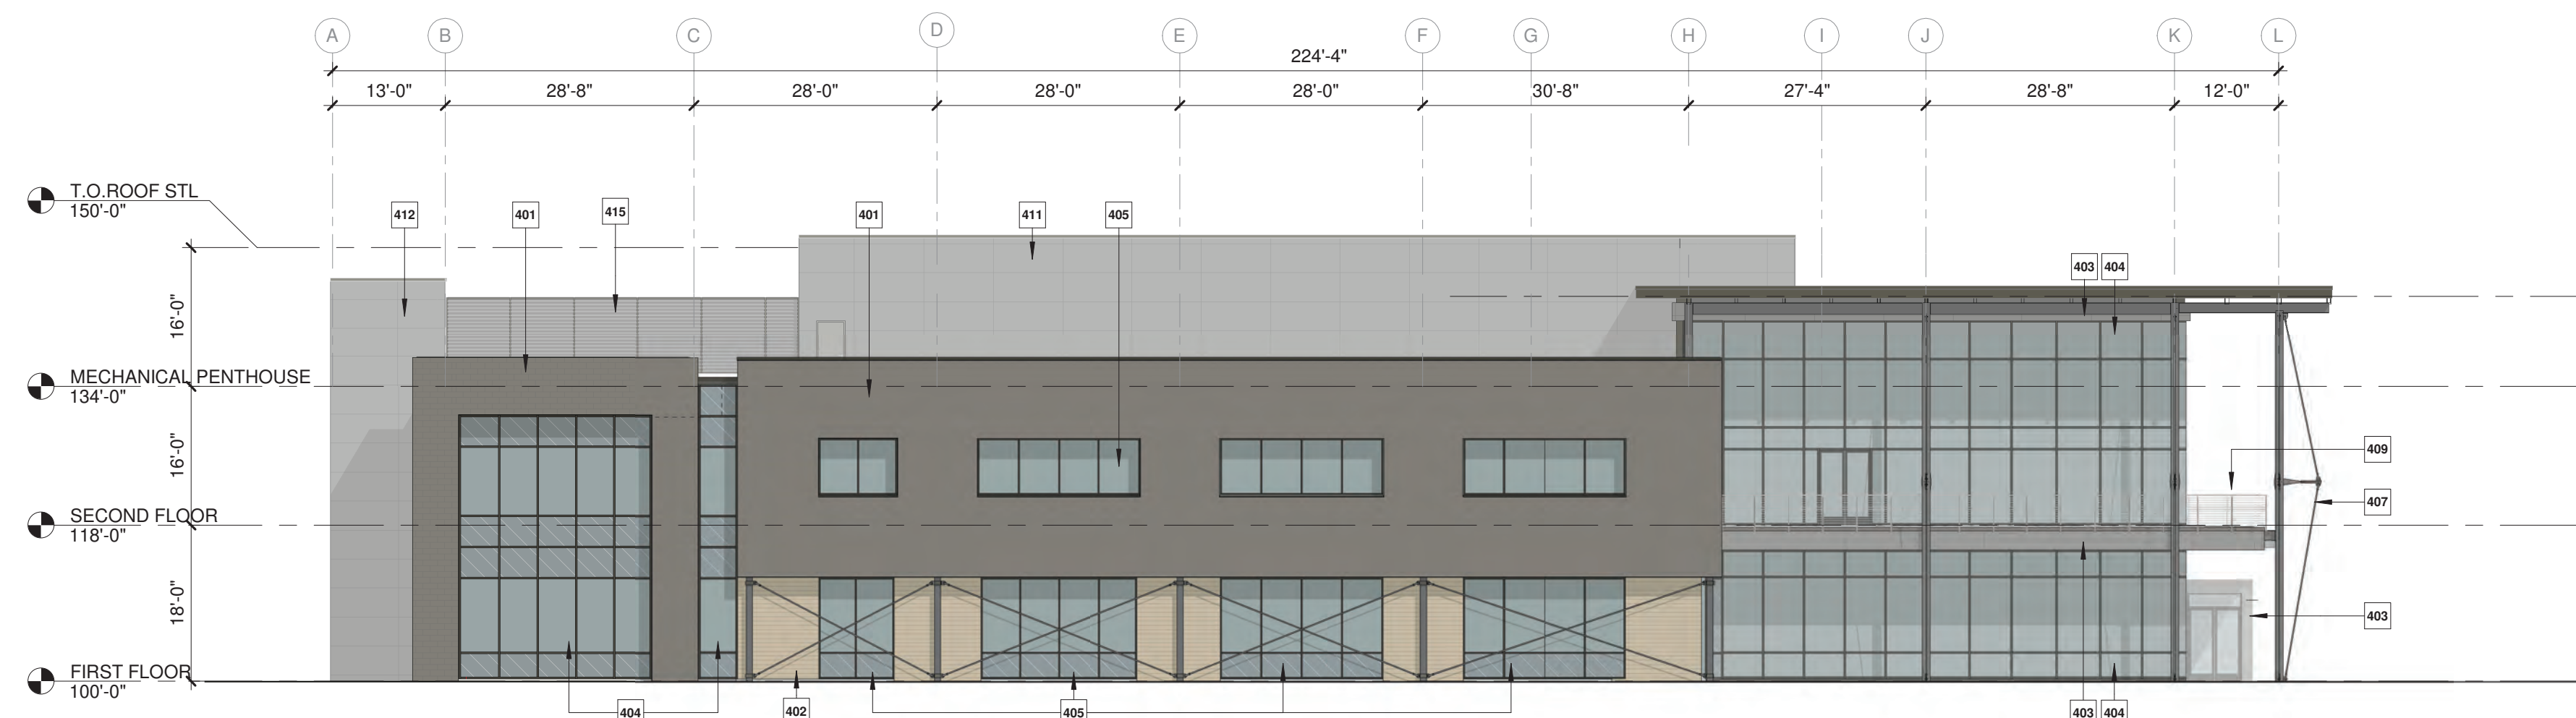 A B C D E F G H I J K L
224'-4"
13'-0" 28'-8" 28'-0" 28'-0" 28'-0" 30'-8" 27'-4" 28'-8" 12'-0"
T.O.ROOF STL
150'-0"
412 401 415 401 411 405
403 404
16'-0"
MECHANICAL PENTHOUSE
134'-0"
16'-0"
409
407
SECOND FLOOR
118'-0"
18'-0"
403
FIRST FLOOR
100'-0"
404 402 405 403 404